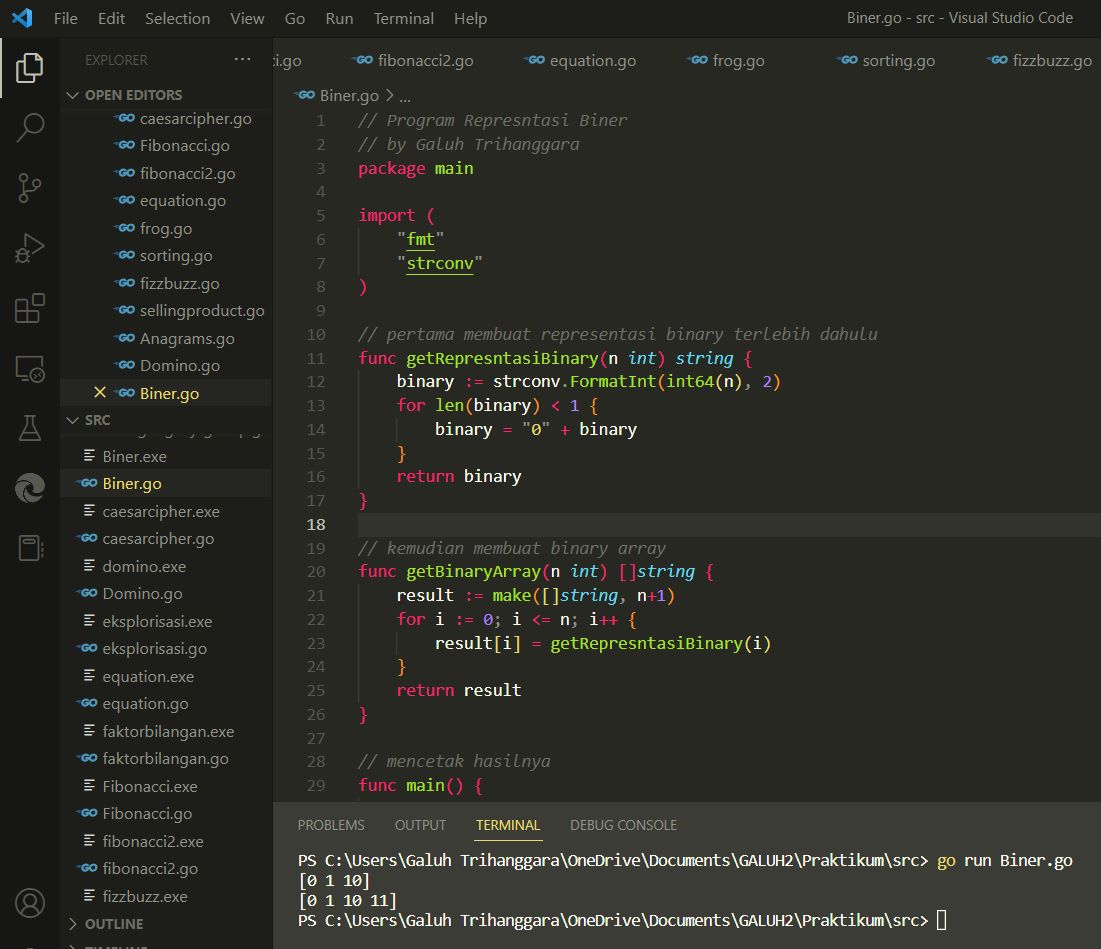 File Edit Selection View Go Run Terminal Help Biner.go - src - Visual Studio Code
EXPLORER ...
OPEN EDITORS
caesarcipher.go
Fibonacci.go
fibonacci2.go
equation.go
frog.go
sorting.go
fizzbuzz.go
sellingproduct.go
Anagrams.go
Domino.go
Biner.go
SRC
Biner.exe
Biner.go
caesarcipher.exe
caesarcipher.go
domino.exe
Domino.go
eksplorisasi.exe
eksplorisasi.go
equation.exe
equation.go
faktorbilangan.exe
faktorbilangan.go
Fibonacci.exe
Fibonacci.go
fibonacci2.exe
fibonacci2.go
fizzbuzz.exe
OUTLINE
TIMELINE
ci.go fibonacci2.go equation.go frog.go sorting.go fizzbuzz.go
Biner.go > ...
1 // Program Represntasi Biner
2 // by Galuh Trihanggara
3 package main
4
5 import (
6 "fmt"
7 "strconv"
8 )
9
10 // pertama membuat representasi binary terlebih dahulu
11 func getRepresntasiBinary(n int) string {
12 binary := strconv.FormatInt(int64(n), 2)
13 for len(binary) < 1 {
14 binary = "0" + binary
15 }
16 return binary
17 }
18
19 // kemudian membuat binary array
20 func getBinaryArray(n int) []string {
21 result := make([]string, n+1)
22 for i := 0; i <= n; i++ {
23 result[i] = getRepresntasiBinary(i)
24 }
25 return result
26 }
27
28 // mencetak hasilnya
29 func main() {
PROBLEMS OUTPUT TERMINAL DEBUG CONSOLE
PS C:\Users\Galuh Trihanggara\OneDrive\Documents\GALUH2\Praktikum\src> go run Biner.go
[0 1 10]
[0 1 10 11]
PS C:\Users\Galuh Trihanggara\OneDrive\Documents\GALUH2\Praktikum\src>